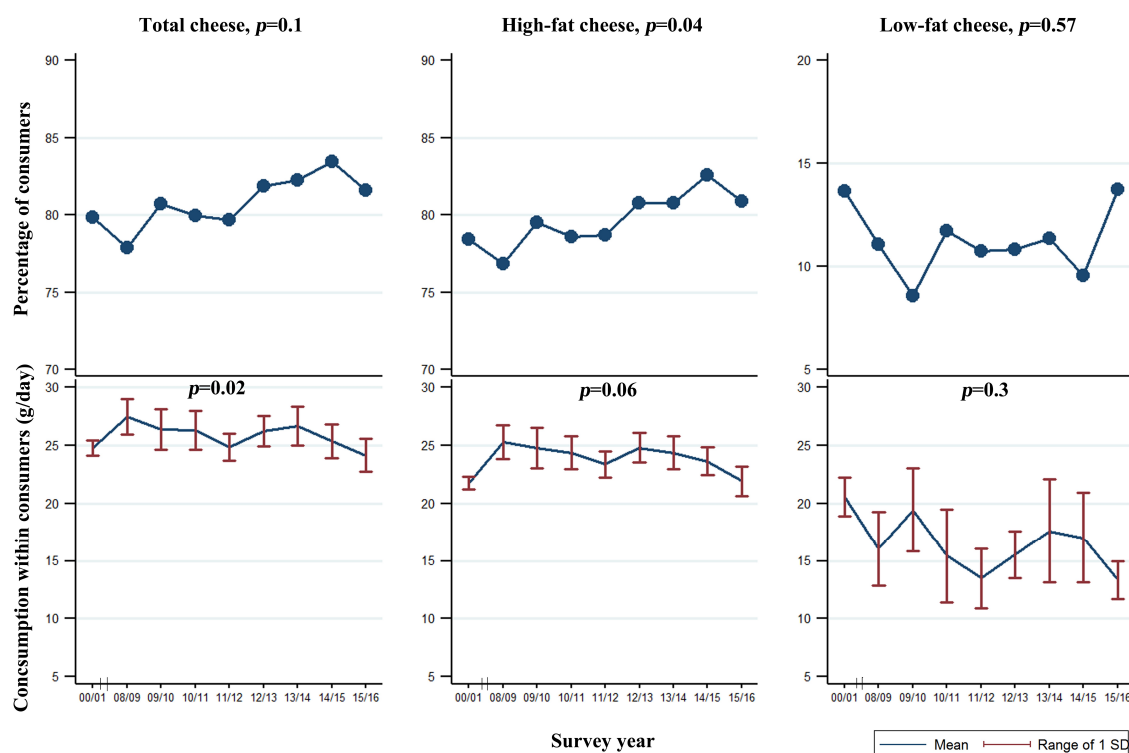 Total cheese, p=0.1
High-fat cheese, p=0.04
Low-fat cheese, p=0.57
Percentage of consumers
90
85
80
75
70
90
85
80
75
70
20
15
10
5
p=0.02
p=0.06
p=0.3
Concsumption within consumers (g/day)
30
25
20
15
10
5
30
25
20
15
10
5
30
25
20
15
10
5
00/01 08/09 09/10 10/11 11/12 12/13 13/14 14/15 15/16
00/01 08/09 09/10 10/11 11/12 12/13 13/14 14/15 15/16
00/01 08/09 09/10 10/11 11/12 12/13 13/14 14/15 15/16
Survey year
Mean Range of 1 SD